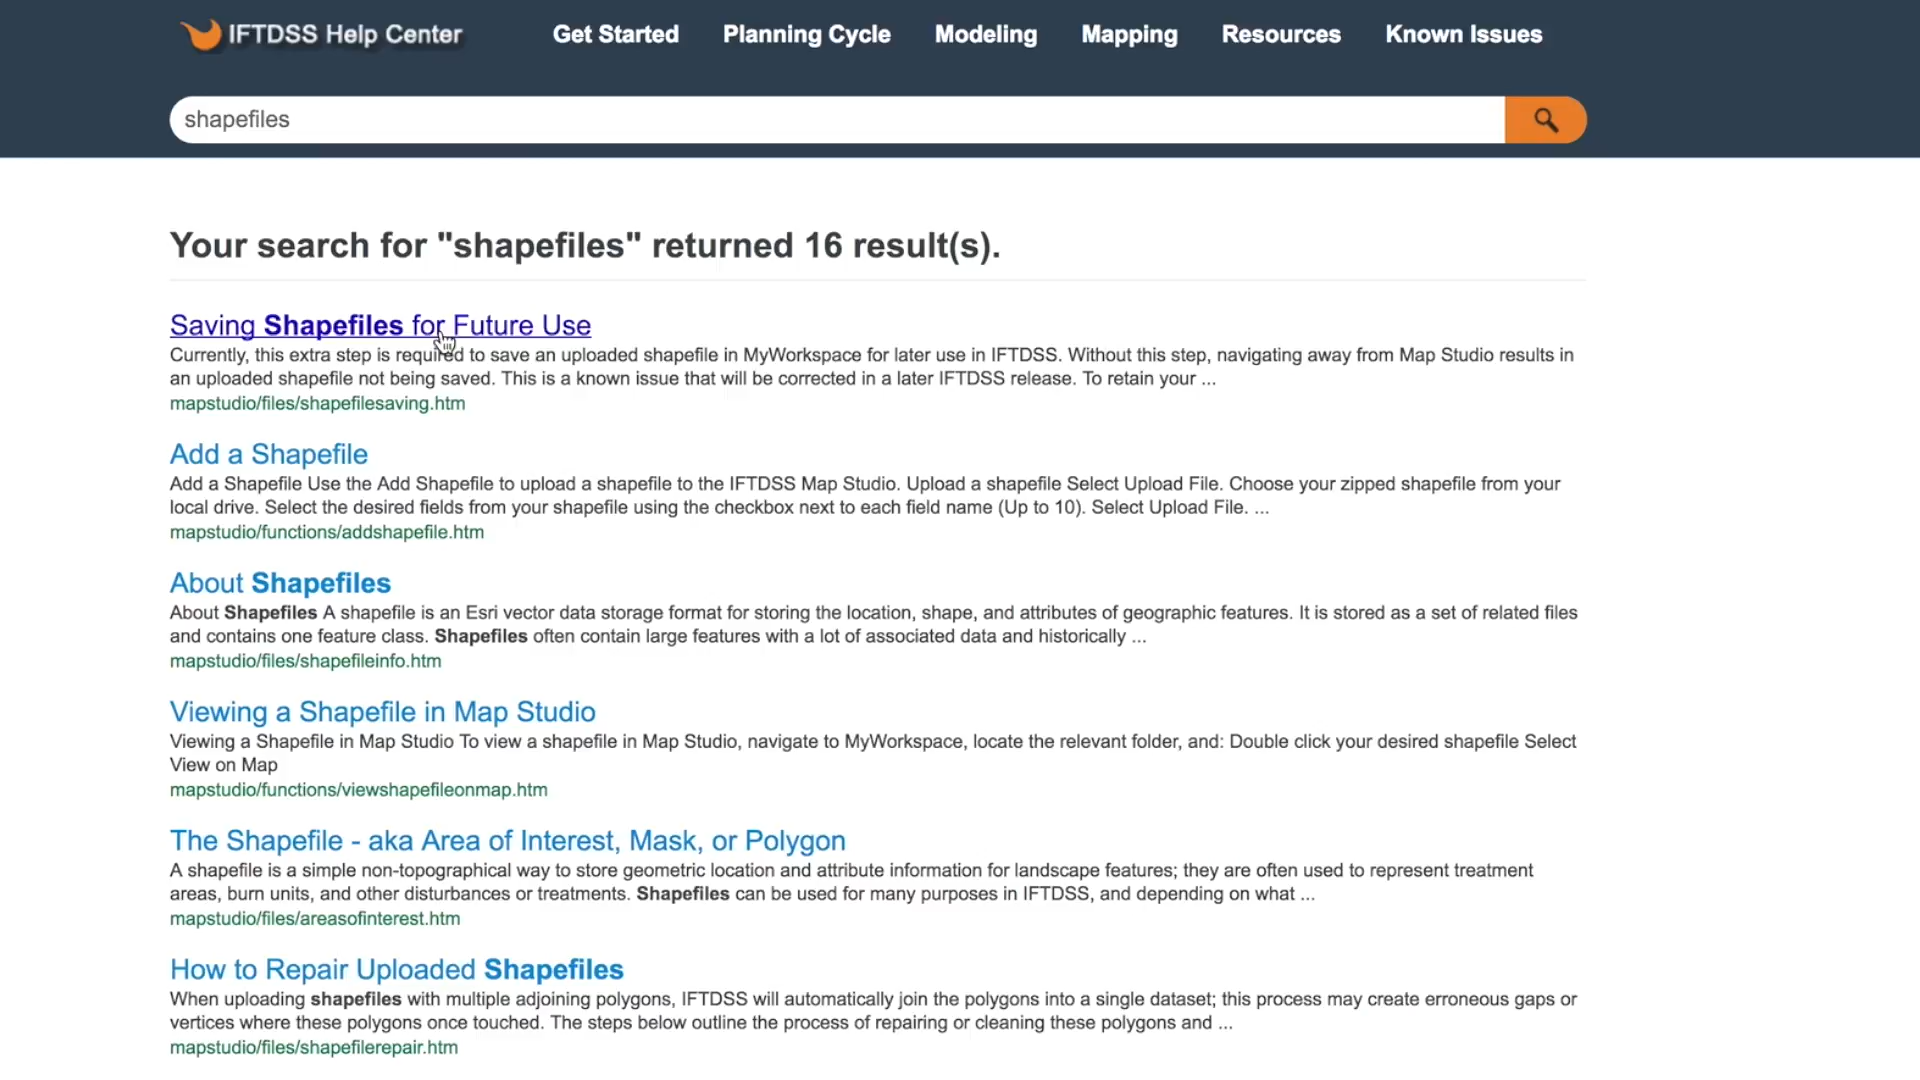 IFTDSS Help Center
Get Started
Planning Cycle
Modeling
Mapping
Resources
Known Issues
shapefiles
Your search for "shapefiles" returned 16 result(s).
Saving Shapefiles for Future Use
Currently, this extra step is required to save an uploaded shapefile in MyWorkspace for later use in IFTDSS. Without this step, navigating away from Map Studio results in
an uploaded shapefile not being saved. This is a known issue that will be corrected in a later IFTDSS release. To retain your ...
mapstudio/files/shapefilesaving.htm
Add a Shapefile
Add a Shapefile Use the Add Shapefile to upload a shapefile to the IFTDSS Map Studio. Upload a shapefile Select Upload File. Choose your zipped shapefile from your
local drive. Select the desired fields from your shapefile using the checkbox next to each field name (Up to 10). Select Upload File. ...
mapstudio/functions/addshapefile.htm
About Shapefiles
About Shapefiles A shapefile is an Esri vector data storage format for storing the location, shape, and attributes of geographic features. It is stored as a set of related files
and contains one feature class. Shapefiles often contain large features with a lot of associated data and historically ...
mapstudio/files/shapefileinfo.htm
Viewing a Shapefile in Map Studio
Viewing a Shapefile in Map Studio To view a shapefile in Map Studio, navigate to MyWorkspace, locate the relevant folder, and: Double click your desired shapefile Select
View on Map
mapstudio/functions/viewshapefileonmap.htm
The Shapefile - aka Area of Interest, Mask, or Polygon
A shapefile is a simple non-topographical way to store geometric location and attribute information for landscape features; they are often used to represent treatment
areas, burn units, and other disturbances or treatments. Shapefiles can be used for many purposes in IFTDSS, and depending on what ...
mapstudio/files/areasofinterest.htm
How to Repair Uploaded Shapefiles
When uploading shapefiles with multiple adjoining polygons, IFTDSS will automatically join the polygons into a single dataset; this process may create erroneous gaps or
vertices where these polygons once touched. The steps below outline the process of repairing or cleaning these polygons and ...
mapstudio/files/shapefilerepair.htm